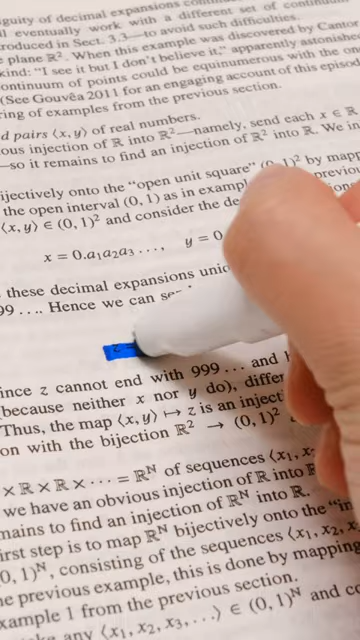 guity of decimal expansions
l eventually work with a different set of continuum
roduced in Sect. 3.3—to avoid such difficulties.
e plane ℝ². When this example was discovered by Cantor
kind: “I see it but I don’t believe it,” apparently astonished
ontinuum of points could be equinumerous with the
(See Gouvêa 2011 for an engaging account of this episod
ring of examples from the previous section.
d pairs ⟨x, y⟩ of real numbers.
ous injection of ℝ into ℝ²—namely, send each x ∈ ℝ
—so it remains to find an injection of ℝ² into ℝ. We
ijectively onto the “open unit square” (0, 1)² by mapp
the open interval (0, 1) as in
⟨x, y⟩ ∈ (0, 1)² and consider the de
x = 0.a₁a₂a₃ . . . , y = 0
these decimal expansions
99 . . . . Hence we can
z
ince z cannot end with 999 . . . and
(because neither x nor y do), differ
Thus, the map ⟨x, y⟩ ↦ z is an inject
on with the bijection ℝ² → (0, 1)²
× ℝ × ℝ × · · · = ℝᴺ of sequences ⟨x₁, x₂
we have an obvious injection of ℝ into ℝ
mains to find an injection of ℝᴺ into ℝ.
irst step is to map ℝᴺ bijectively onto the “in
0, 1)ᴺ, consisting of the sequences ⟨x₁, x₂, x
he previous example, this is done by mapping
xample 1 from the previous section.
any ⟨x₁, x₂, x₃, . . .⟩ ∈ (0, 1)ᴺ and co